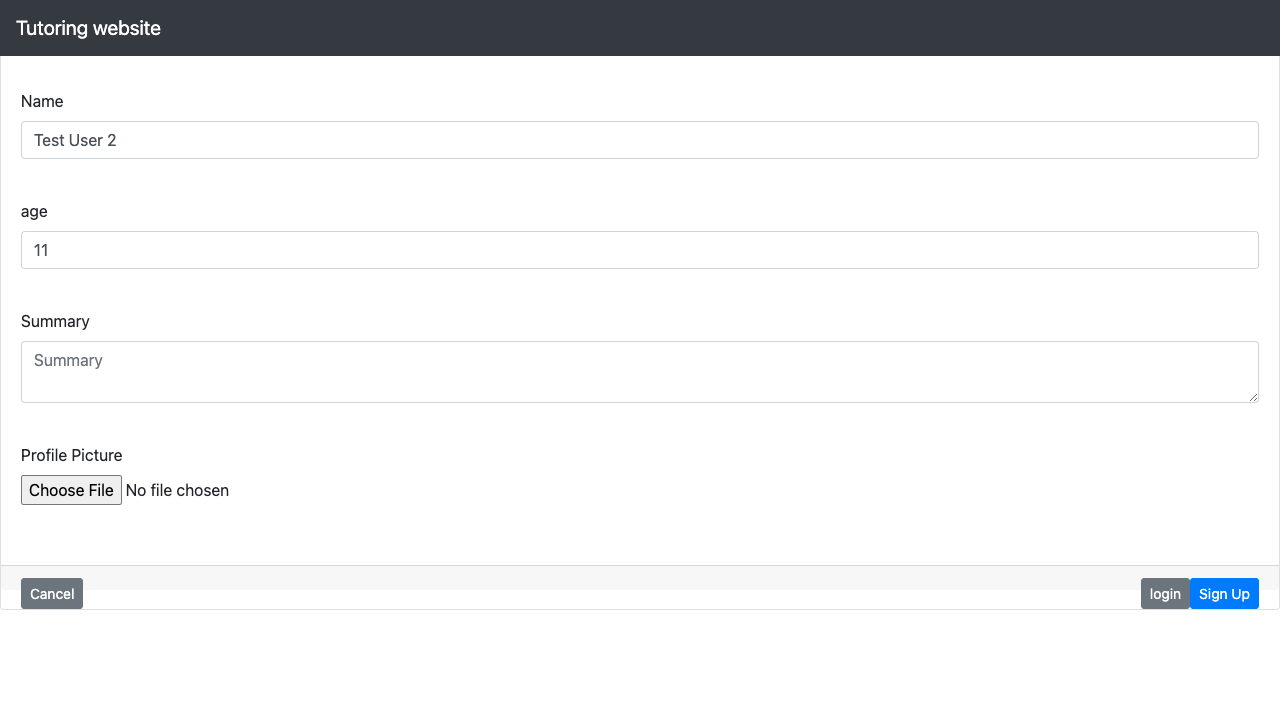 Tutoring website
Name
Test User 2
age
11
Summary
Summary
Profile Picture
Choose File No file chosen
Cancel login Sign Up